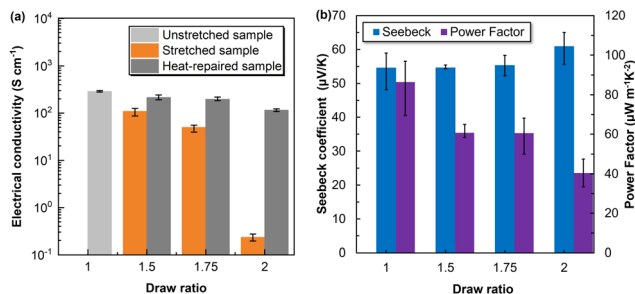 (a)
Electrical conductivity (S cm⁻¹)
10⁴
10³
10²
10¹
10⁰
10⁻¹
Unstretched sample
Stretched sample
Heat-repaired sample
1 1.5 1.75 2
Draw ratio
(b)
Seebeck coefficient (μV/K)
70
60
50
40
30
20
10
0
Seebeck Power Factor
1 1.5 1.75 2
Draw ratio
120
100
80
60
40
20
0
Power Factor (μW m⁻¹K⁻²)